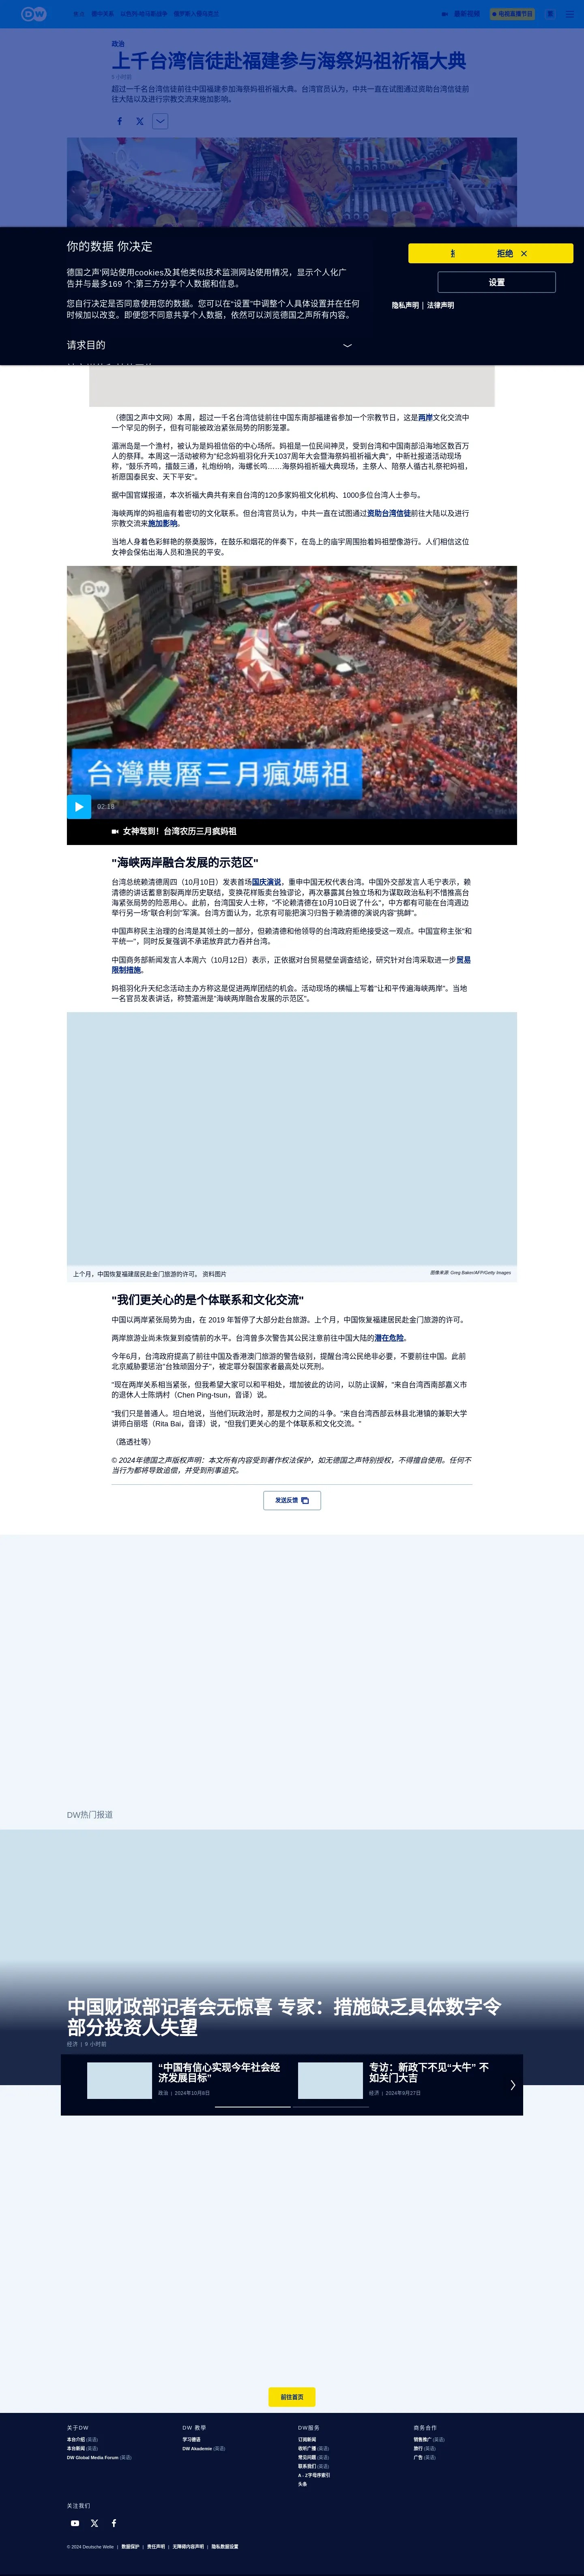 DW
德中关系
以色列-哈马斯战争
俄罗斯入侵乌克兰
最新视频
电视直播节目
政治
上千台湾信徒赴福建参与海祭妈祖祈福大典
小时前
超过一千名台湾信徒前往中国福建参加海祭妈祖祈福大典。台湾官员认为，中共一直在试图通过资助台湾信徒前
往大陆以及进行宗教交流来施加影响。
你的数据 你决定
拒绝
德国之声'网站使用cookies及其他类似技术监测网站使用情况，显示个人化广
告并与最多169 个;第三方分享个人数据和信息。
设置
您自行决定是否同意使用您的数据。您可以在"设置"中调整个人具体设置并在任何
时候加以改变。即便您不同意共享个人数据，依然可以浏览德国之声所有内容。
隐私声明 | 法律声明
请求目的
（德国之声中文网）本周，超过一千名台湾信徒前往中国东南部福建省参加一个宗教节日，这是两岸文化交流中
一个罕见的例子，但有可能被政治紧张局势的阴影笼罩。
湄洲岛是一个渔村，被认为是妈祖信俗的中心场所。妈祖是一位民间神灵，受到台湾和中国南部沿海地区数百万
人的祭拜。本周这一活动被称为"纪念妈祖羽化升天1037周年大会暨海祭妈祖祈福大典"，中新社报道活动现场
称，"鼓乐齐鸣，擂鼓三通，礼炮纷响，海螺长鸣……海祭妈祖祈福大典现场，主祭人、陪祭人循古礼祭祀妈祖，
祈愿国泰民安、天下平安"。
据中国官媒报道，本次祈福大典共有来自台湾的120多家妈祖文化机构、1000多位台湾人士参与。
海峡两岸的妈祖庙有着密切的文化联系。但台湾官员认为，中共一直在试图通过资助台湾信徒前往大陆以及进行
宗教交流来施加影响。
当地人身着色彩鲜艳的祭奠服饰，在鼓乐和烟花的伴奏下，在岛上的庙宇周围抬着妈祖塑像游行。人们相信这位
女神会保佑出海人员和渔民的平安。
DW
台灣農曆三月瘋媽祖
02:18
女神驾到！台湾农历三月疯妈祖
"海峡两岸融合发展的示范区"
台湾总统赖清德周四（10月10日）发表首场国庆演说，重申中国无权代表台湾。中国外交部发言人毛宁表示，赖
清德的讲话蓄意割裂两岸历史联结，变换花样贩卖台独谬论，再次暴露其台独立场和为谋取政治私利不惜推高台
海紧张局势的险恶用心。此前，台湾国安人士称，"不论赖清德在10月10日说了什么"，中方都有可能在台湾周边
举行另一场"联合利剑"军演。台湾方面认为，北京有可能把演习归咎于赖清德的演说内容"挑衅"。
中国声称民主治理的台湾是其领土的一部分，但赖清德和他领导的台湾政府拒绝接受这一观点。中国宣称主张"和
平统一"，同时反复强调不承诺放弃武力吞并台湾。
中国商务部新闻发言人本周六（10月12日）表示，正依据对台贸易壁垒调查结论，研究针对台湾采取进一步贸易
限制措施。
妈祖羽化升天纪念活动主办方称这是促进两岸团结的机会。活动现场的横幅上写着"让和平传遍海峡两岸"。当地
一名官员发表讲话，称赞湄洲是"海峡两岸融合发展的示范区"。
上个月，中国恢复福建居民赴金门旅游的许可。 资料图片
图像来源: Greg Baker/AFP/Getty Images
"我们更关心的是个体联系和文化交流"
中国以两岸紧张局势为由，在 2019 年暂停了大部分赴台旅游。上个月，中国恢复福建居民赴金门旅游的许可。
两岸旅游业尚未恢复到疫情前的水平。台湾曾多次警告其公民注意前往中国大陆的潜在危险。
今年6月，台湾政府提高了前往中国及香港澳门旅游的警告级别，提醒台湾公民绝非必要，不要前往中国。此前
北京威胁要惩治"台独顽固分子"，被定罪分裂国家者最高处以死刑。
"现在两岸关系相当紧张，但我希望大家可以和平相处，增加彼此的访问，以防止误解，"来自台湾西南部嘉义市
的退休人士陈炳村（Chen Ping-tsun，音译）说。
"我们只是普通人。坦白地说，当他们玩政治时，那是权力之间的斗争。"来自台湾西部云林县北港镇的兼职大学
讲师白丽塔（Rita Bai，音译）说，"但我们更关心的是个体联系和文化交流。"
（路透社等）
© 2024年德国之声版权声明：本文所有内容受到著作权法保护，如无德国之声特别授权，不得擅自使用。任何不
当行为都将导致追偿，并受到刑事追究。
发送反馈
DW热门报道
中国财政部记者会无惊喜 专家：措施缺乏具体数字令
部分投资人失望
经济 | 8 小时前
“中国有信心实现今年社会经
济发展目标”
政治 | 2024年10月8日
专访：新政下不见“大牛” 不
如关门大吉
经济 | 2024年9月27日
前往首页
关于DW
本台介绍 (英语)
本台新闻 (英语)
DW Global Media Forum (英语)
DW 教學
学习德语
DW Akademie (英语)
DW服务
订阅新闻
收听广播 (英语)
常见问题 (英语)
联系我们 (英语)
A - Z字母序索引
头条
商务合作
销售推广 (英语)
旅行 (英语)
广告 (英语)
关注我们
© 2024 Deutsche Welle | 数据保护 | 责任声明 | 无障碍内容声明 | 隐私数据设置